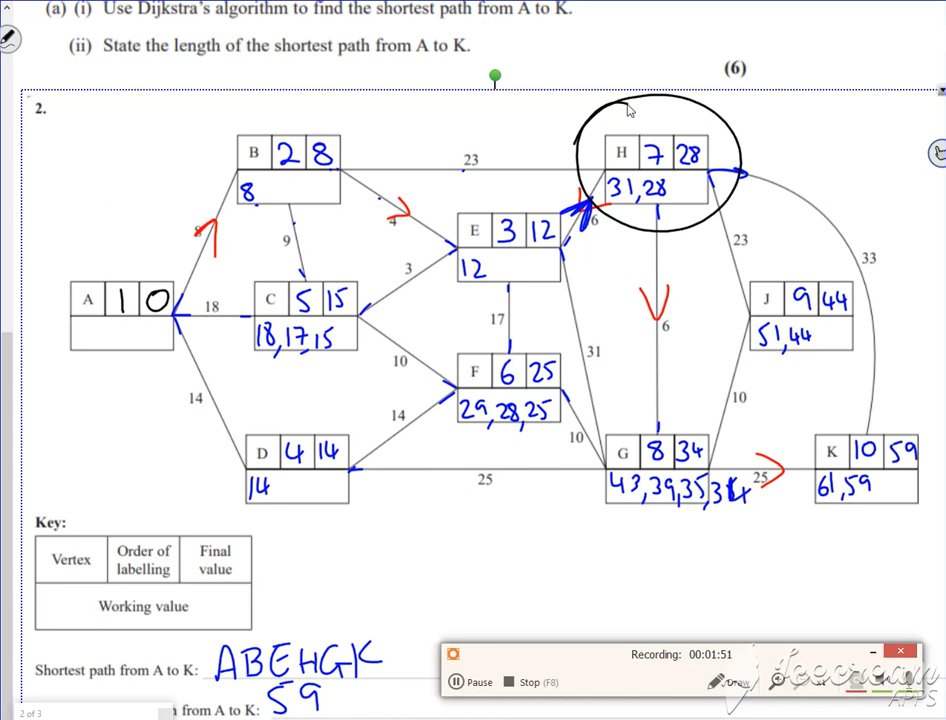 (a) (i) Use Dijkstra's algorithm to find the shortest path from A to K.
(ii) State the length of the shortest path from A to K.
(6)
2.
B 2 8
8
23
H 7 28
31,28
4
6
9
E 3 12
12
23
33
3
A 1 0
18
C 5 15
18,17,15
17
6
J 9 44
51,44
10
31
F 6 25
29,28,25
14
14
10
10
D 4 14
14
25
G 8 34
43,39,35,34
25
K 10 59
61,59
Key:
Vertex
Order of
labelling
Final
value
Working value
Shortest path from A to K: ABEHGK
from A to K: 59
Recording: 00:01:51
Pause
Stop (F8)
Draw
Icecream
APPS
2 of 3